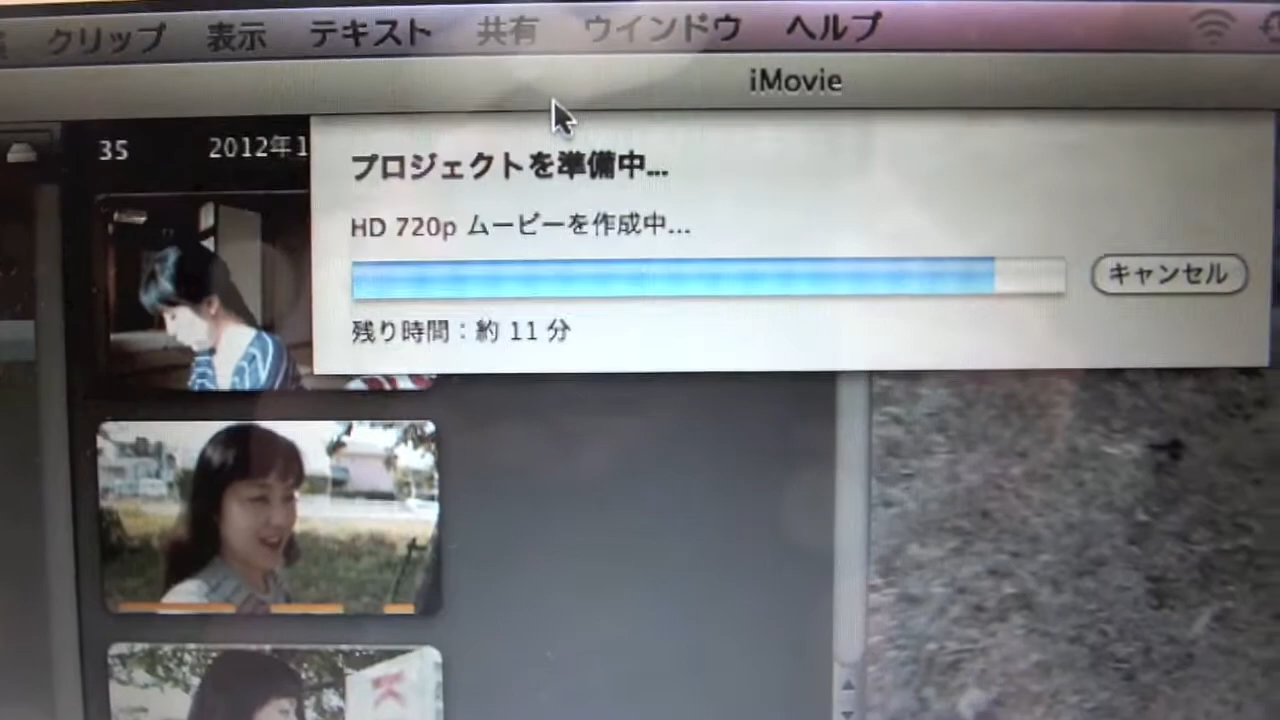 クリップ 表示 テキスト 共有 ウインドウ ヘルプ
iMovie
35 2012年1
プロジェクトを準備中...
HD 720p ムービーを作成中...
キャンセル
残り時間：約 11 分
K